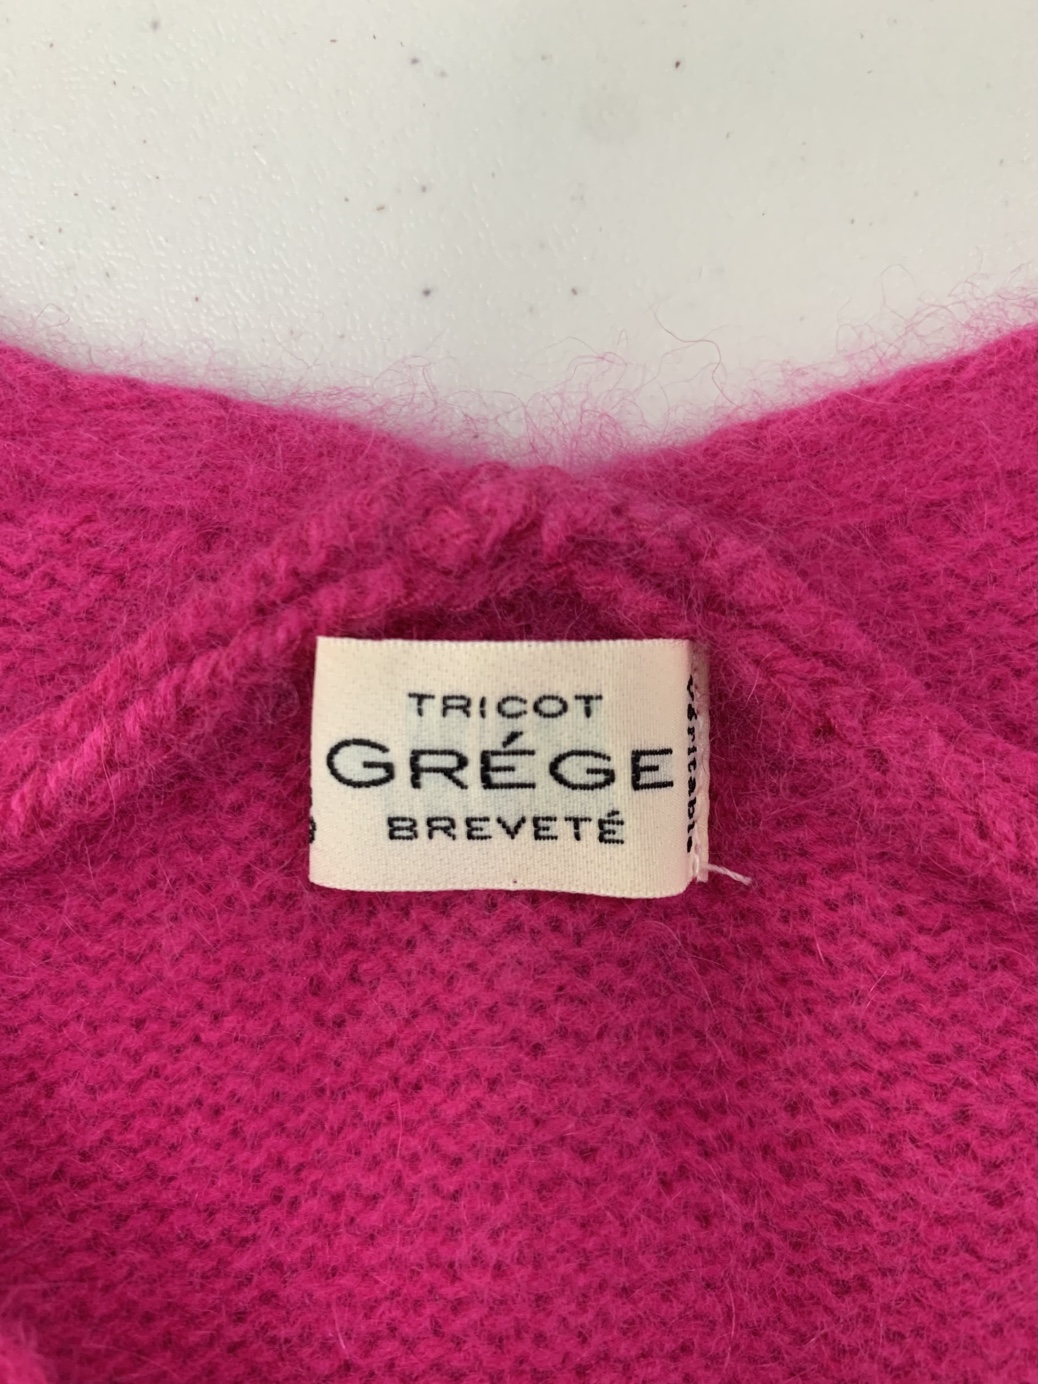 TRICOT
GRÉGE
BREVETÉ
Véritable